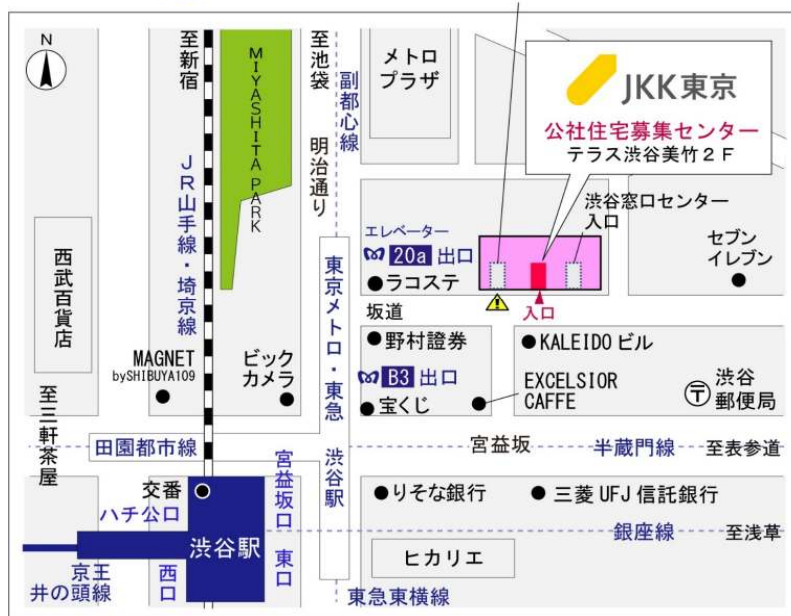 N
至新宿
MIYASHITA PARK
至池袋
副都心線
明治通り
メトロ
プラザ
JKK東京
公社住宅募集センター
テラス渋谷美竹2F
渋谷窓口センター
入口
JR山手線・埼京線
エレベーター
20a 出口
ラコステ
セブン
イレブン
西武百貨店
東京メトロ・東急 渋谷駅
坂道
入口
野村證券
KALEIDO ビル
MAGNET
bySHIBUYA109
ビック
カメラ
B3 出口
宝くじ
EXCELSIOR
CAFFE
渋谷
郵便局
至三軒茶屋
田園都市線
宮益坂
半蔵門線
至表参道
交番
ハチ公口
宮益坂口
りそな銀行
三菱 UFJ 信託銀行
渋谷駅
銀座線
至浅草
京王
井の頭線
西口
東口
ヒカリエ
東急東横線